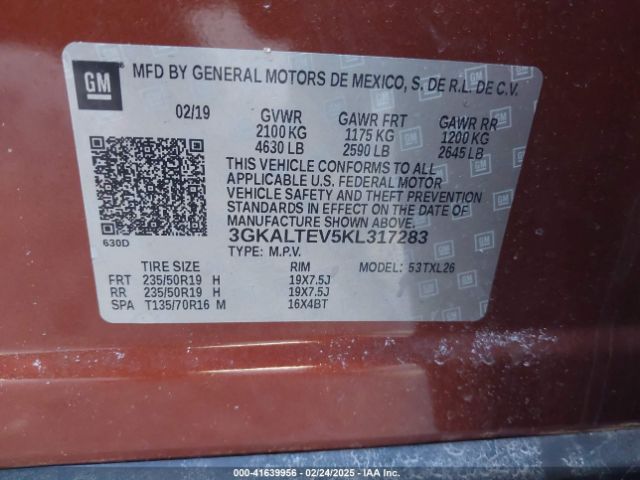 GM
MFD BY GENERAL MOTORS DE MEXICO, S. DE R.L. DE C.V.
02/19 GVWR GAWR FRT GAWR RR
2100 KG 1175 KG 1200 KG
4630 LB 2590 LB 2645 LB
THIS VEHICLE CONFORMS TO ALL
APPLICABLE U.S. FEDERAL MOTOR
VEHICLE SAFETY AND THEFT PREVENTION
STANDARDS IN EFFECT ON THE DATE OF
MANUFACTURE SHOWN ABOVE.
630D 3GKALTEV5KL317283
TYPE: M.P.V. MODEL: 53TXL26
TIRE SIZE RIM
FRT 235/50R19 H 19X7.5J
RR 235/50R19 H 19X7.5J
SPA T135/70R16 M 16X4BT
000-41639956 - 02/24/2025 - IAAI.COM